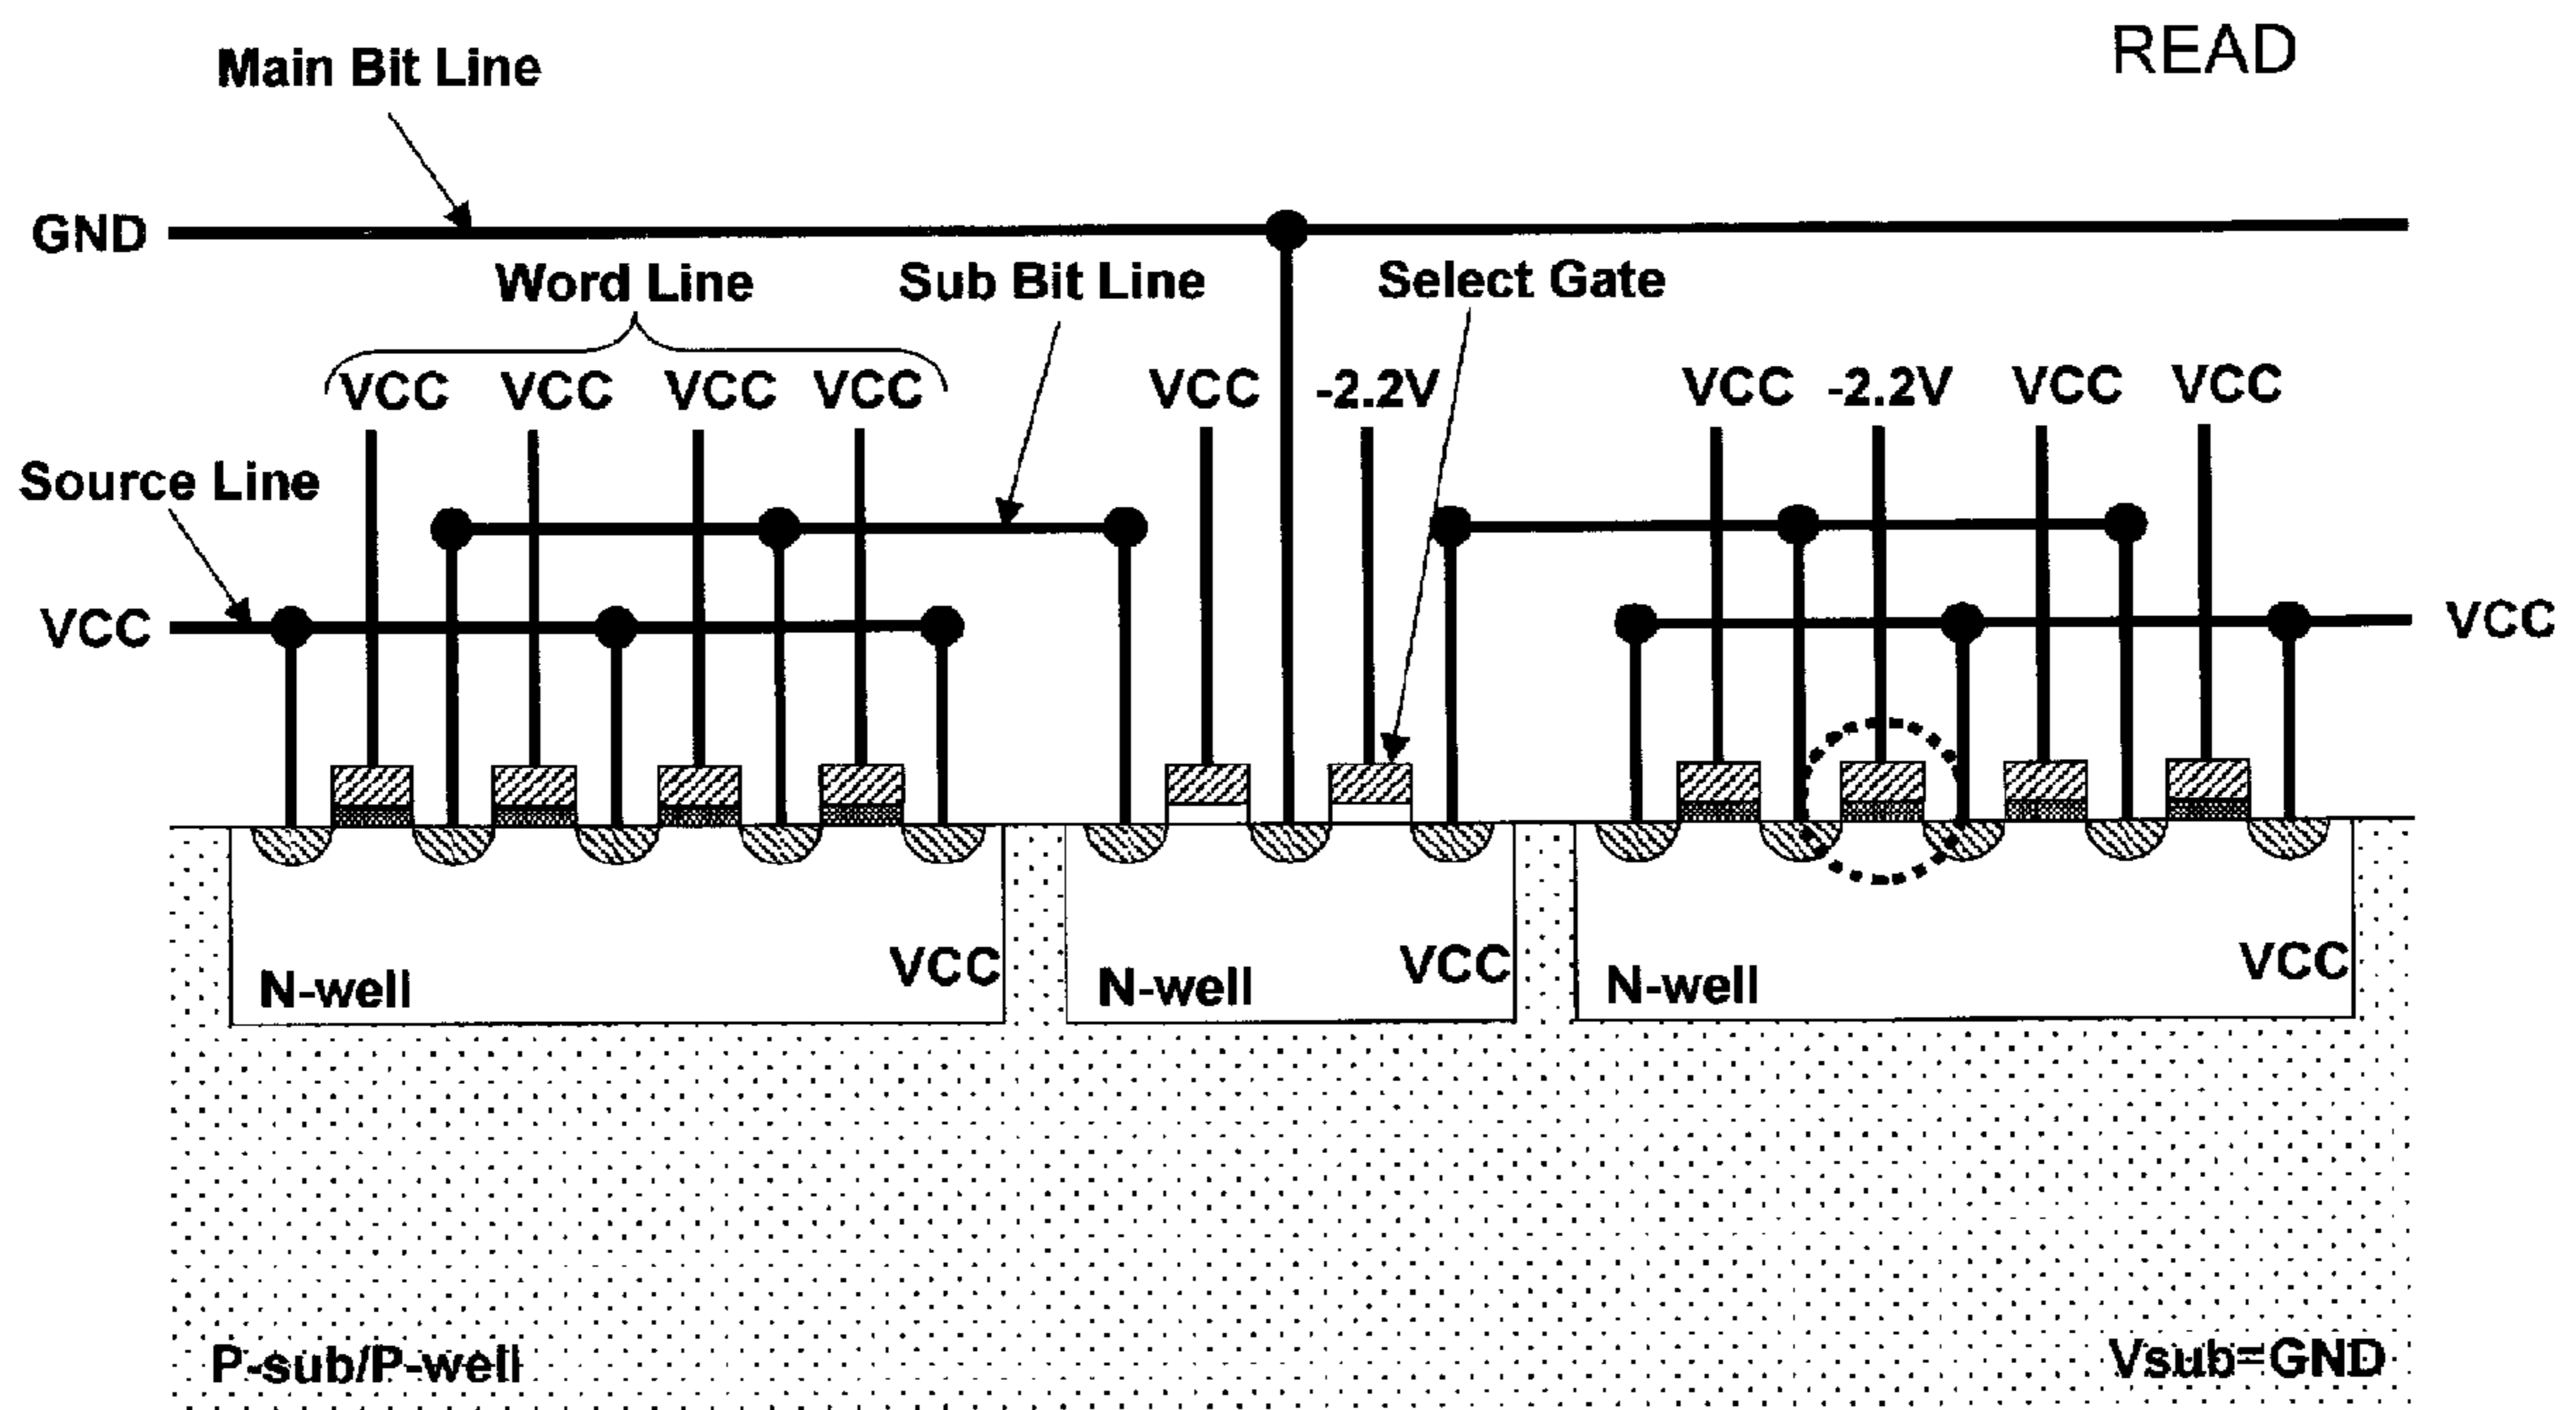 READ
Main Bit Line
GND
Word Line
Sub Bit Line
Select Gate
VCC VCC VCC VCC
VCC -2.2V
VCC -2.2V VCC VCC
Source Line
VCC
VCC
VCC
VCC
VCC
N-well
N-well
N-well
P-sub/P-well
Vsub=GND